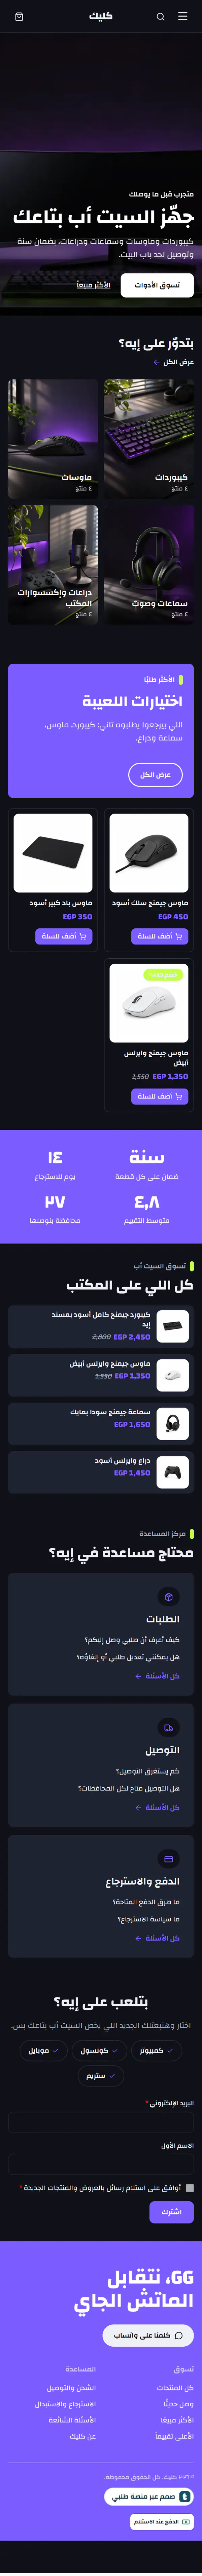 كليك
متجرب قبل ما يوصلك
جهّز السيت أب بتاعك
كيبوردات وماوسات وسماعات ودراعات، بضمان سنة
وتوصيل لحد باب البيت.
تسوق الأدوات
الأكثر مبيعاً
بتدوّر على إيه؟
عرض الكل
كيبوردات
٤ منتج
ماوسات
٤ منتج
سماعات وصوت
٤ منتج
دراعات وإكسسوارات
المكتب
٤ منتج
الأكثر طلبًا
اختيارات اللعيبة
اللي بيرجعوا يطلبوه تاني: كيبورد، ماوس،
سماعة ودراع.
عرض الكل
ماوس جيمنج سلك أسود
450 EGP
أضف للسلة
ماوس باد كبير أسود
350 EGP
أضف للسلة
ماوس جيمنج وايرلس
أبيض
1,350 EGP
1,550
أضف للسلة
سنة
ضمان على كل قطعة
١٤
يوم للاسترجاع
٤٫٨
متوسط التقييم
٢٧
محافظة بنوصلها
تسوق السيت أب
كل اللي على المكتب
كيبورد جيمنج كامل أسود بمسند
إيد
2,450 EGP
2,800
ماوس جيمنج وايرلس أبيض
1,350 EGP
1,550
سماعة جيمنج سودا بمايك
1,650 EGP
دراع وايرلس أسود
1,450 EGP
مركز المساعدة
محتاج مساعدة في إيه؟
الطلبات
كيف أعرف أن طلبي وصل إليكم؟
هل يمكنني تعديل طلبي أو إلغاؤه؟
كل الأسئلة
التوصيل
كم يستغرق التوصيل؟
هل التوصيل متاح لكل المحافظات؟
كل الأسئلة
الدفع والاسترجاع
ما طرق الدفع المتاحة؟
ما سياسة الاسترجاع؟
كل الأسئلة
بتلعب على إيه؟
اختار ومنبعتلك الجديد اللي يخص السيت أب بتاعك بس.
كمبيوتر
كونسول
موبايل
ستريم
البريد الإلكتروني *
الاسم الأول
أوافق على استلام رسائل بالعروض والمنتجات الجديدة *
اشترك
GG، نتقابل
الماتش الجاي
كلمنا على واتساب
تسوق
كل المنتجات
وصل حديثًا
الأكثر مبيعًا
الأعلى تقييماً
المساعدة
الشحن والتوصيل
الاسترجاع والاستبدال
الأسئلة الشائعة
عن كليك
© ٢٠٢٦ كليك. كل الحقوق محفوظة.
صمم عبر منصة طلبي
الدفع عند الاستلام